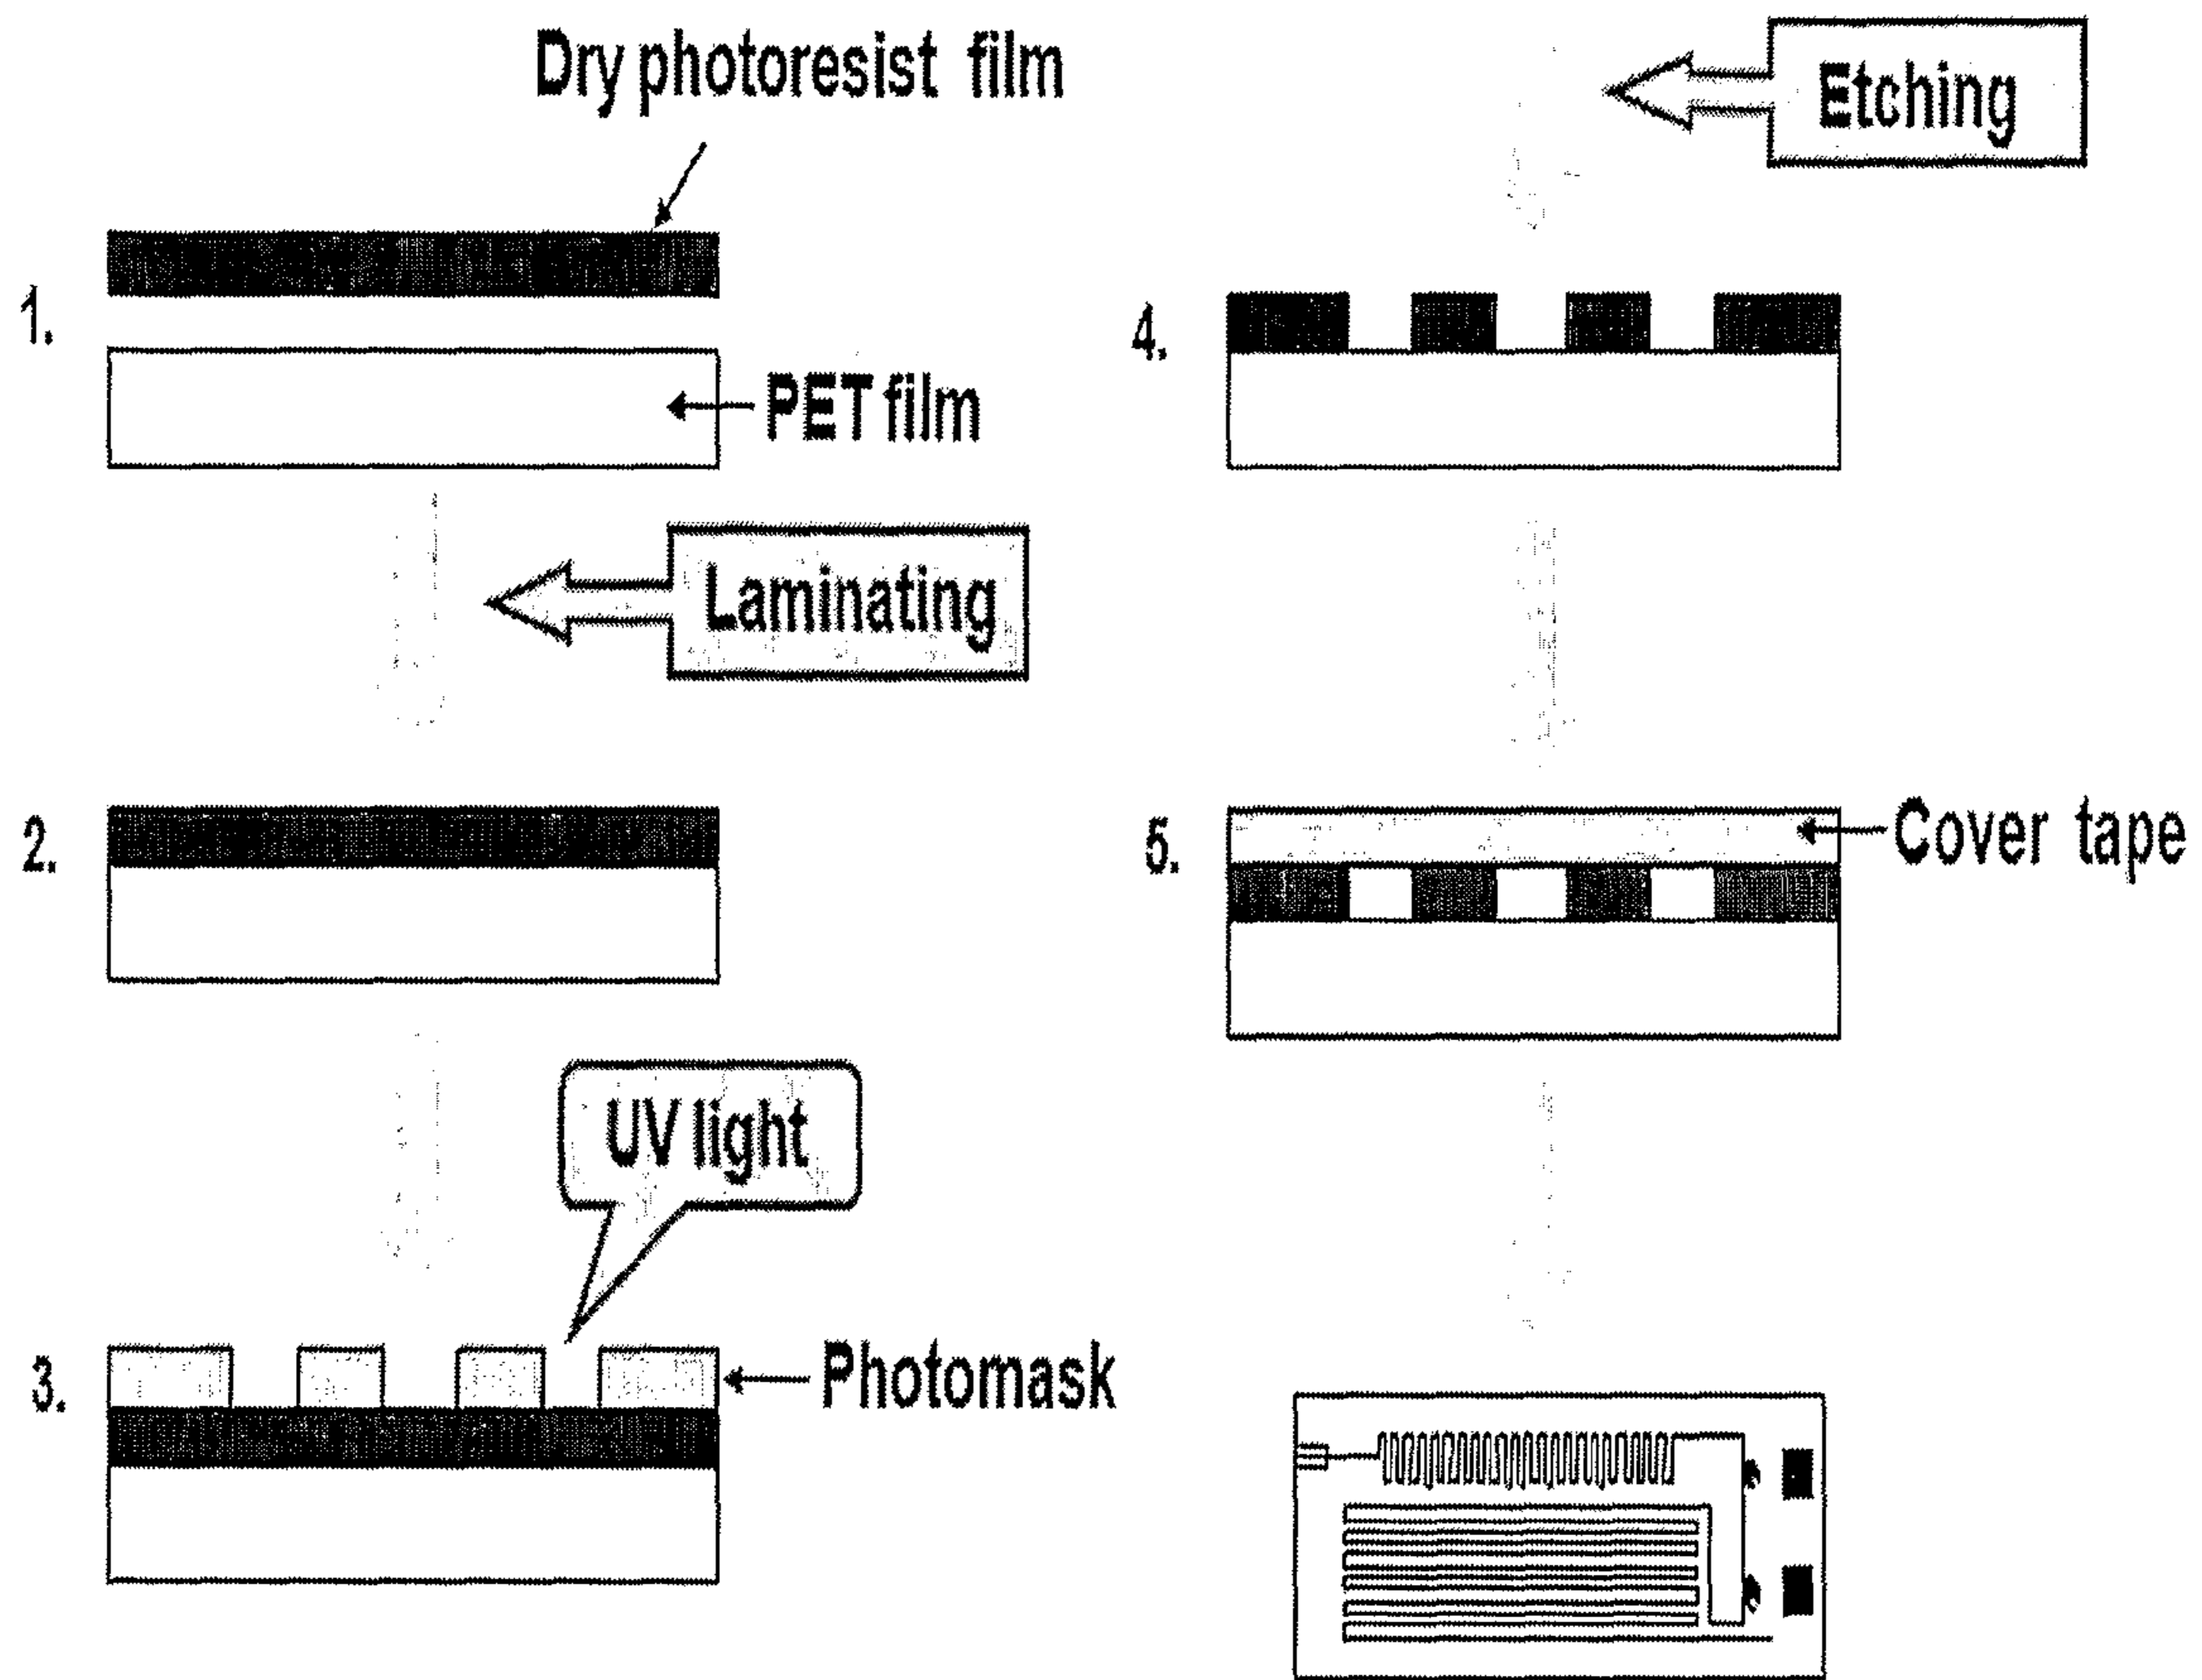 Dry photoresist film
1.
PET film
Laminating
2.
UV light
3.
Photomask
Etching
4.
5.
Cover tape